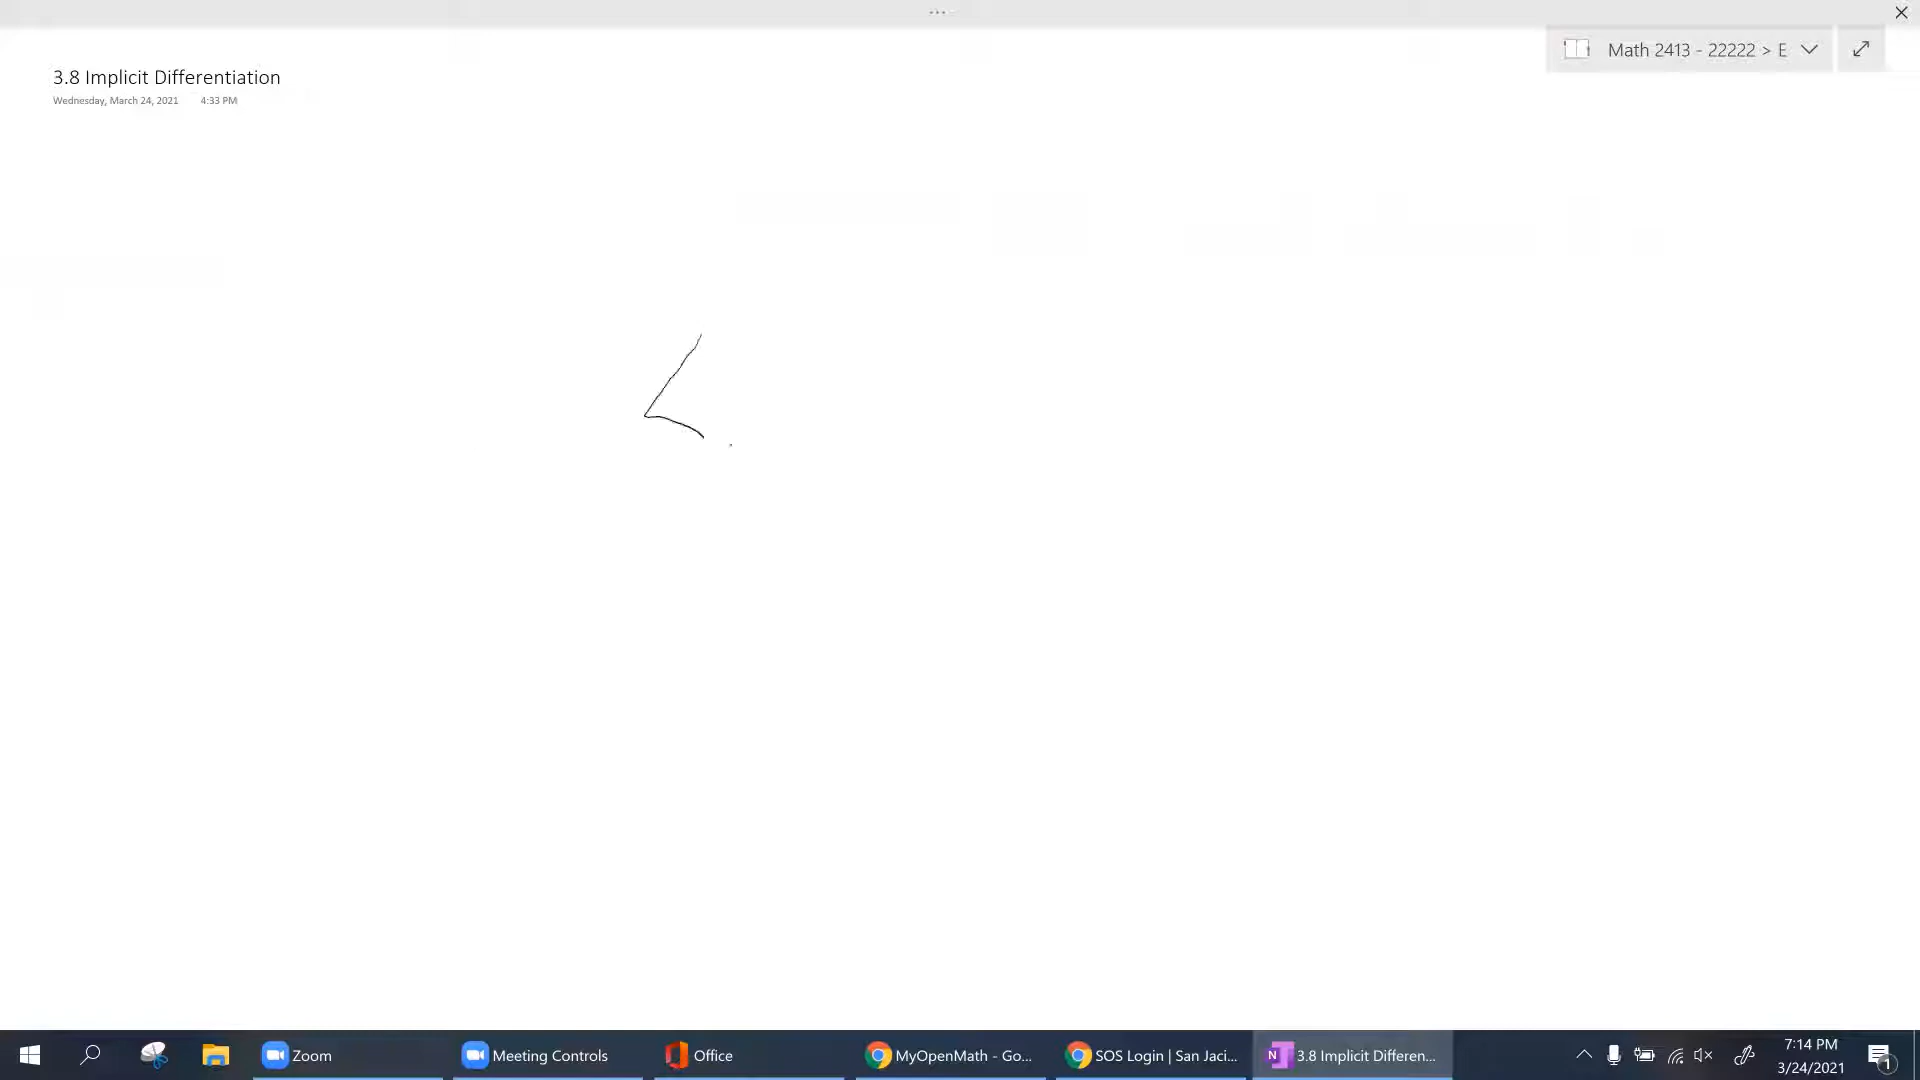 Math 2413 - 22222 > E
3.8 Implicit Differentiation
Wednesday, March 24, 2021 4:33 PM
Zoom
Meeting Controls
Office
MyOpenMath - Go...
SOS Login | San Jaci...
3.8 Implicit Differen...
7:14 PM
3/24/2021
1